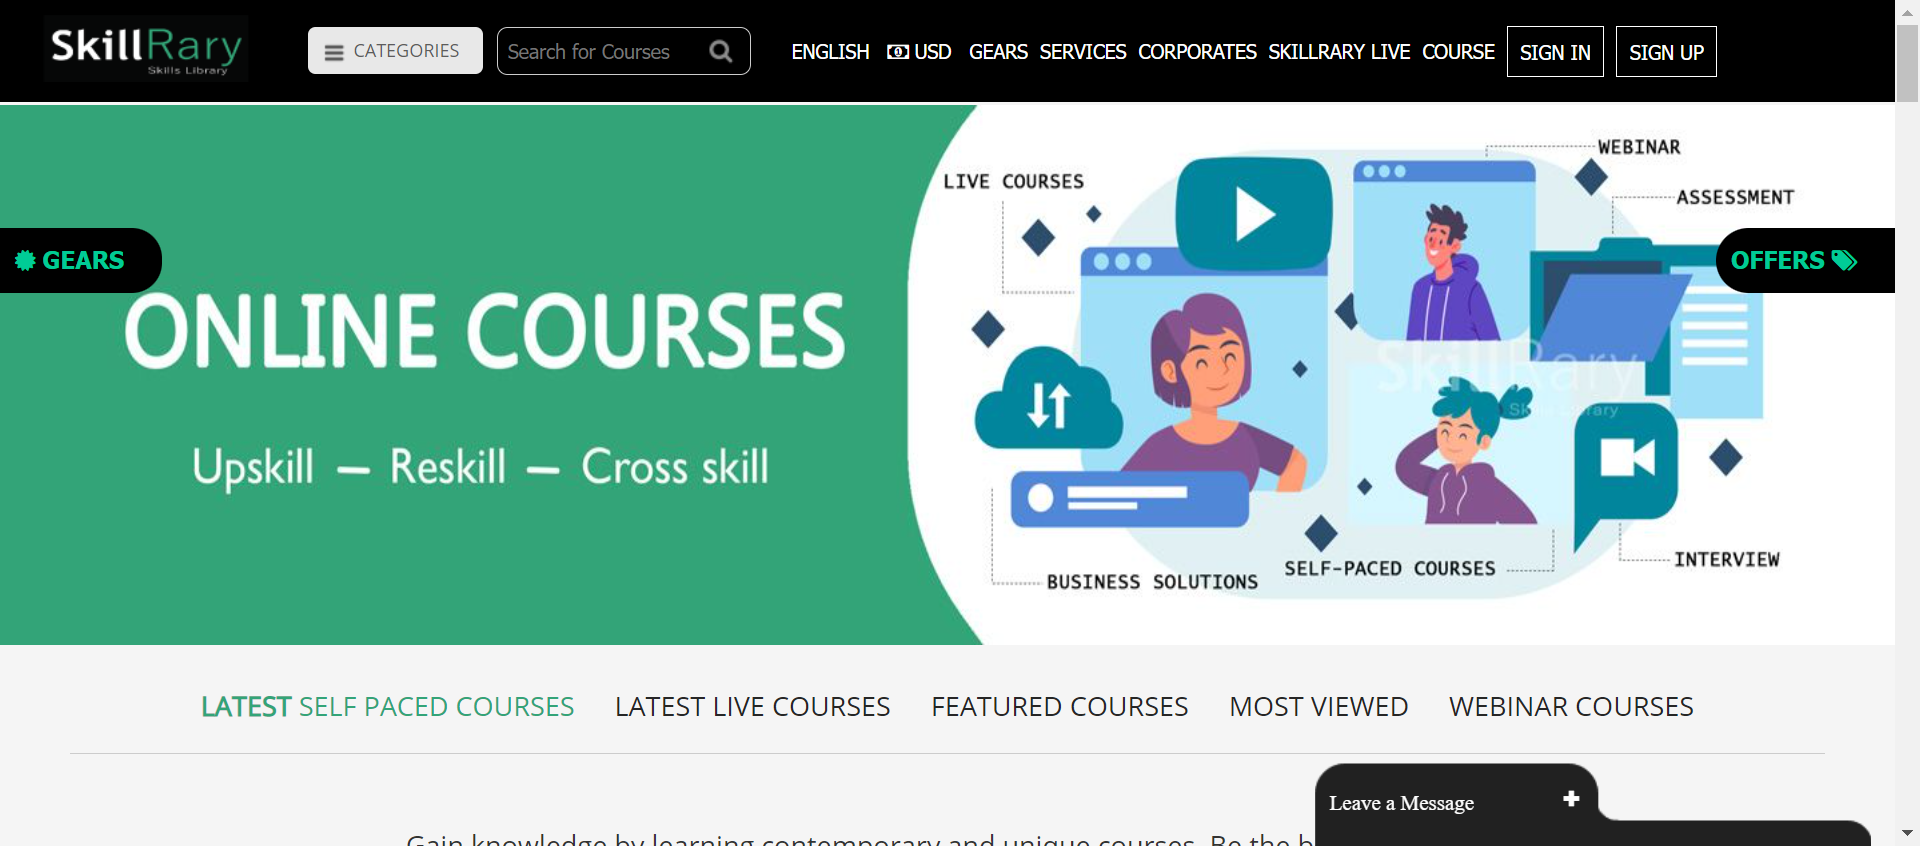 SkillRary
Skills Library
CATEGORIES
Search for Courses
ENGLISH USD GEARS SERVICES CORPORATES SKILLRARY LIVE COURSE SIGN IN SIGN UP
GEARS
OFFERS
ONLINE COURSES
Upskill — Reskill — Cross skill
WEBINAR
LIVE COURSES
ASSESSMENT
SkillRary
Skills Library
INTERVIEW
SELF-PACED COURSES
BUSINESS SOLUTIONS
LATEST SELF PACED COURSES LATEST LIVE COURSES FEATURED COURSES MOST VIEWED WEBINAR COURSES
Leave a Message
Gain knowledge by learning contemporary and unique courses. Be the